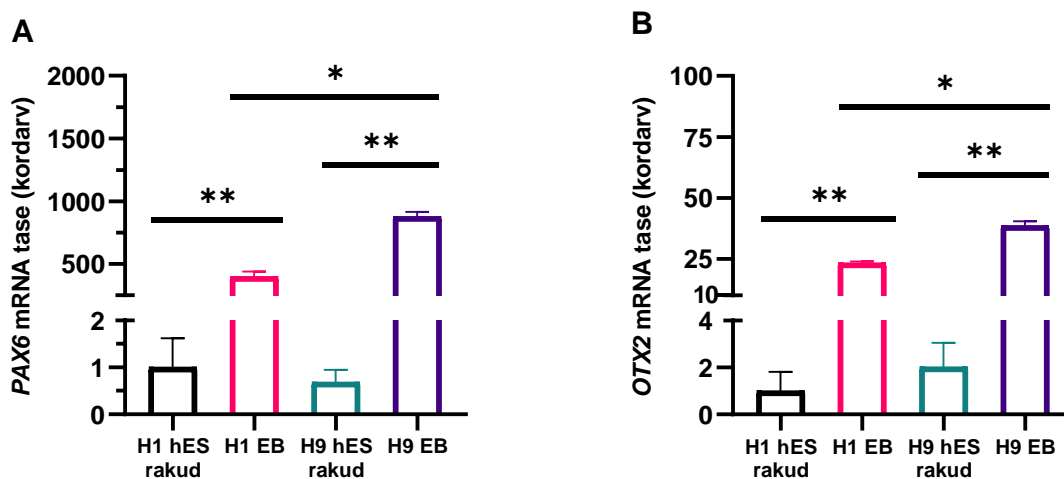 A
PAX6 mRNA tase (kordarv)
2000
1500
1000
500
2
1
0
*
**
**
H1 hES
rakud
H1 EB
H9 hES
rakud
H9 EB
B
OTX2 mRNA tase (kordarv)
100
75
50
25
10
4
2
0
*
**
**
H1 hES
rakud
H1 EB
H9 hES
rakud
H9 EB